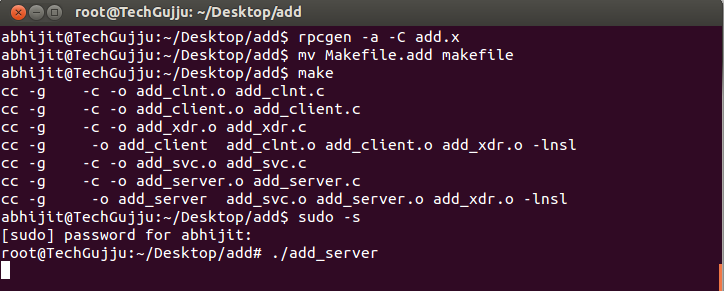 root@TechGujju: ~/Desktop/add
abhijit@TechGujju:~/Desktop/add$ rpcgen -a -C add.x
abhijit@TechGujju:~/Desktop/add$ mv Makefile.add makefile
abhijit@TechGujju:~/Desktop/add$ make
cc -g    -c -o add_clnt.o add_clnt.c
cc -g    -c -o add_client.o add_client.c
cc -g    -c -o add_xdr.o add_xdr.c
cc -g     -o add_client  add_clnt.o add_client.o add_xdr.o -lnsl
cc -g    -c -o add_svc.o add_svc.c
cc -g    -c -o add_server.o add_server.c
cc -g     -o add_server  add_svc.o add_server.o add_xdr.o -lnsl
abhijit@TechGujju:~/Desktop/add$ sudo -s
[sudo] password for abhijit:
root@TechGujju:~/Desktop/add# ./add_server